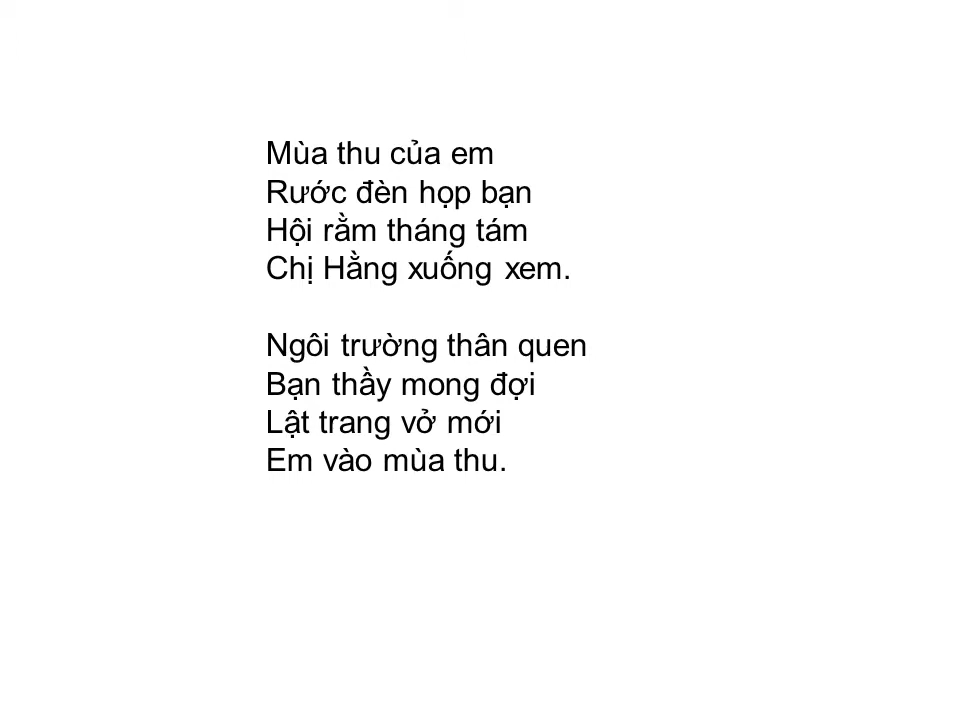 Mùa thu của em
Rước đèn họp bạn
Hội rằm tháng tám
Chị Hằng xuống xem.
Ngôi trường thân quen
Bạn thầy mong đợi
Lật trang vở mới
Em vào mùa thu.